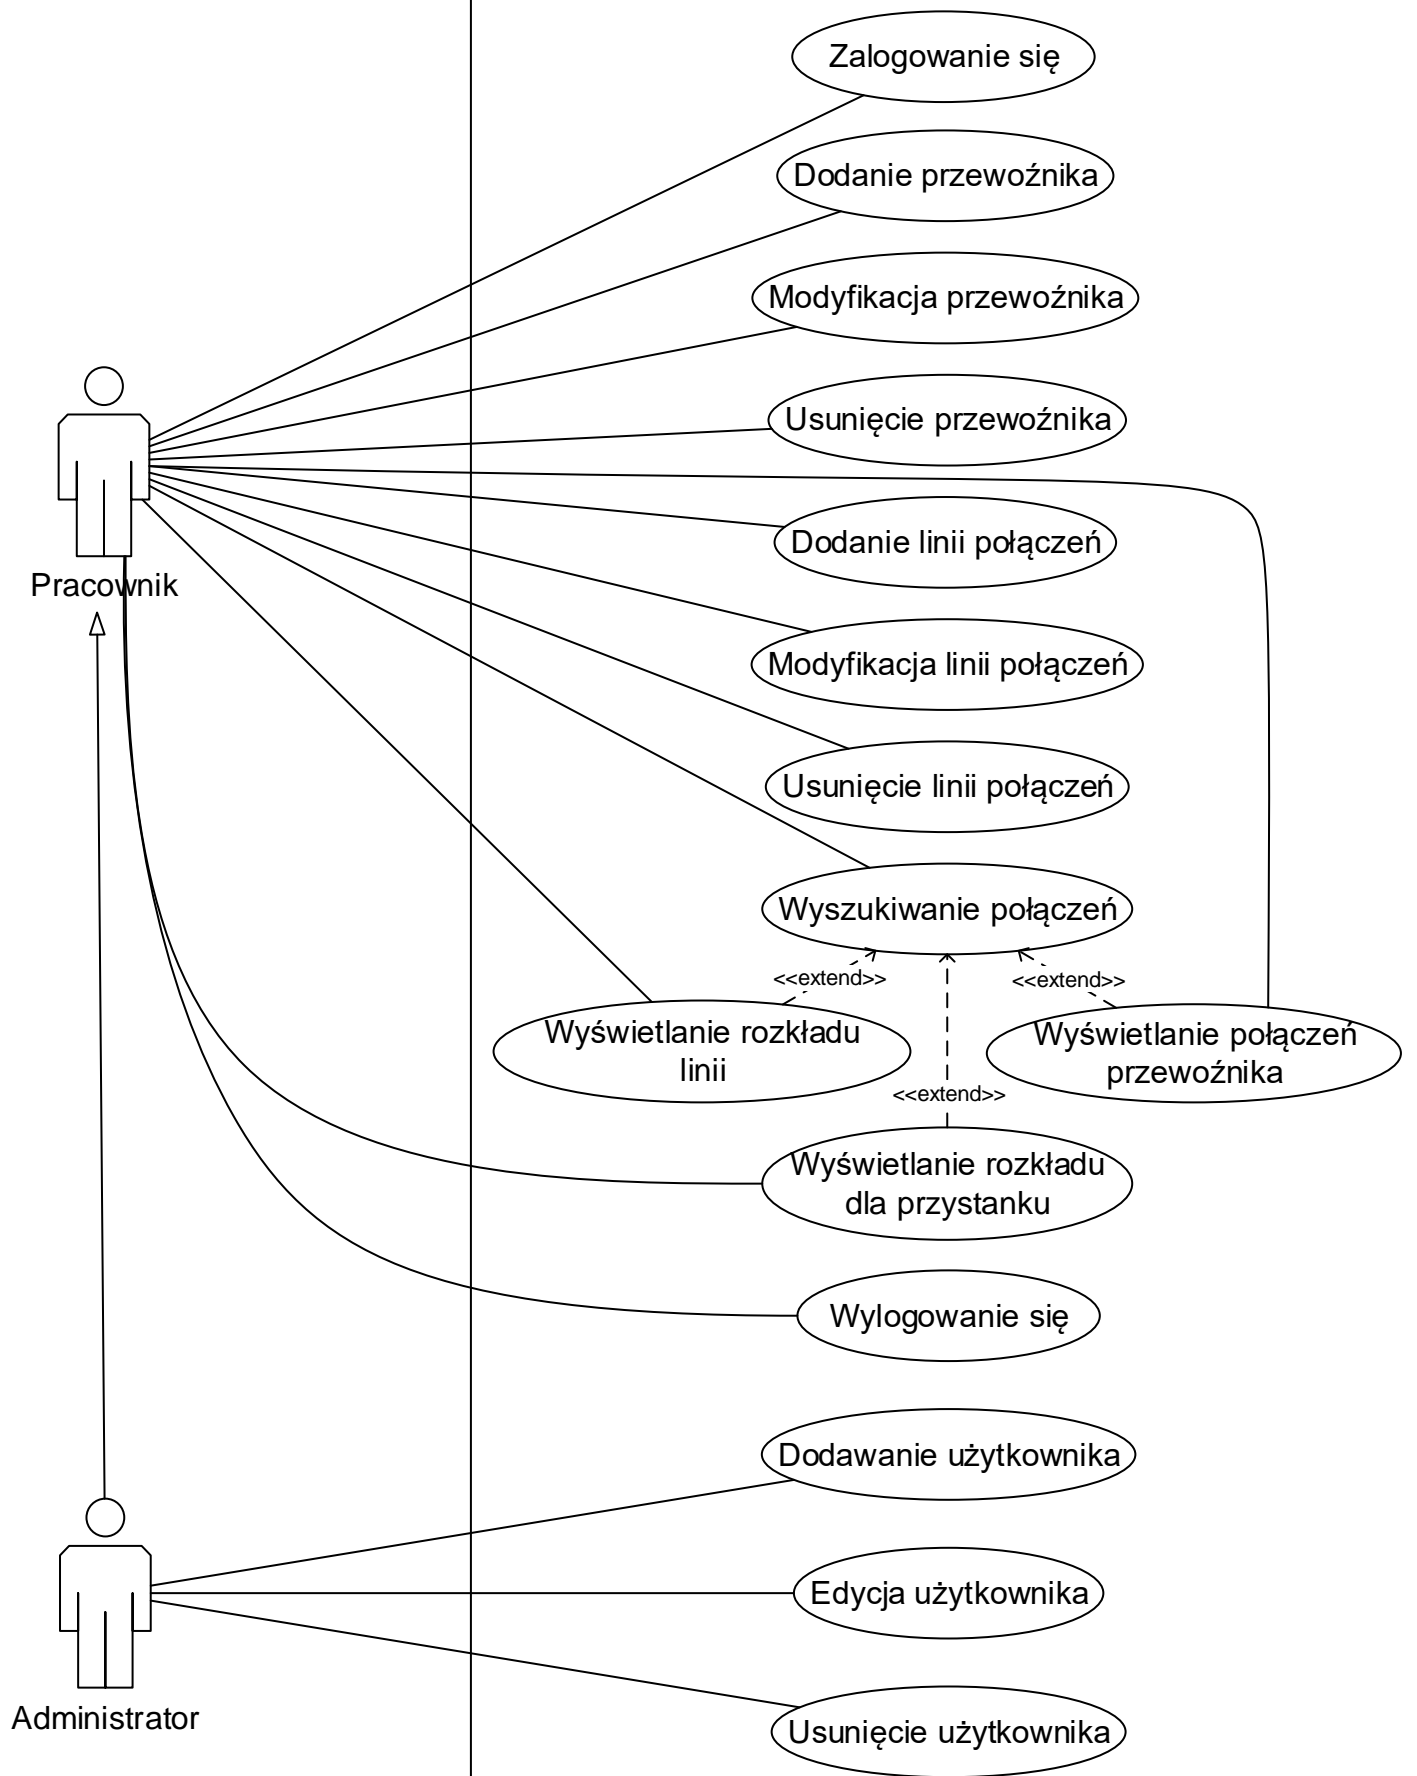 Zalogowanie się
Dodanie przewoźnika
Modyfikacja przewoźnika
Usunięcie przewoźnika
Dodanie linii połączeń
Pracownik
Modyfikacja linii połączeń
Usunięcie linii połączeń
Wyszukiwanie połączeń
<<extend>>
<<extend>>
Wyświetlanie rozkładu
linii
Wyświetlanie połączeń
przewoźnika
<<extend>>
Wyświetlanie rozkładu
dla przystanku
Wylogowanie się
Dodawanie użytkownika
Edycja użytkownika
Administrator
Usunięcie użytkownika